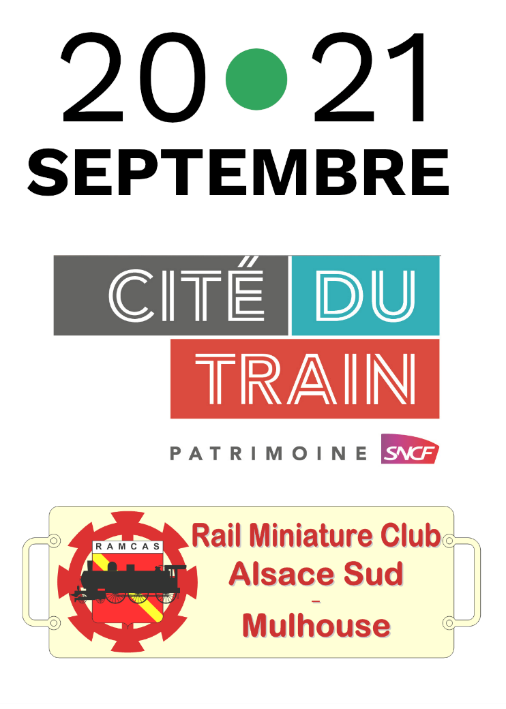 20•21
SEPTEMBRE
CITÉ DU
TRAIN
PATRIMOINE SNCF
RAMCAS
Rail Miniature Club
Alsace Sud
-
Mulhouse